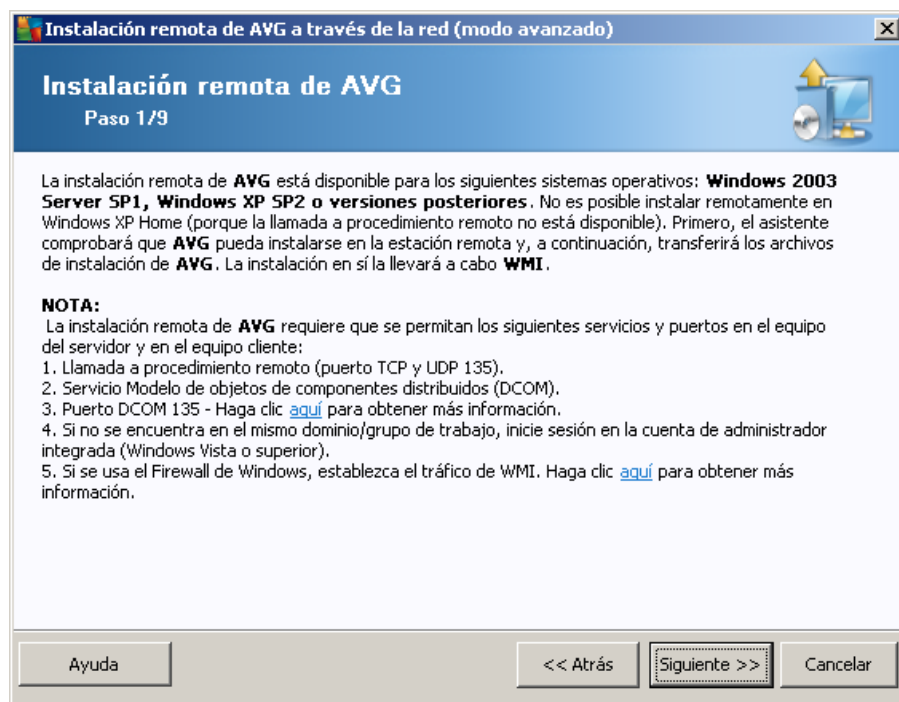 Instalación remota de AVG a través de la red (modo avanzado)
Instalación remota de AVG
Paso 1/9
La instalación remota de AVG está disponible para los siguientes sistemas operativos: Windows 2003
Server SP1, Windows XP SP2 o versiones posteriores. No es posible instalar remotamente en
Windows XP Home (porque la llamada a procedimiento remoto no está disponible). Primero, el asistente
comprobará que AVG pueda instalarse en la estación remota y, a continuación, transferirá los archivos
de instalación de AVG. La instalación en sí la llevará a cabo WMI.
NOTA:
La instalación remota de AVG requiere que se permitan los siguientes servicios y puertos en el equipo
del servidor y en el equipo cliente:
1. Llamada a procedimiento remoto (puerto TCP y UDP 135).
2. Servicio Modelo de objetos de componentes distribuidos (DCOM).
3. Puerto DCOM 135 - Haga clic aquí para obtener más información.
4. Si no se encuentra en el mismo dominio/grupo de trabajo, inicie sesión en la cuenta de administrador
integrada (Windows Vista o superior).
5. Si se usa el Firewall de Windows, establezca el tráfico de WMI. Haga clic aquí para obtener más
información.
Ayuda
<< Atrás
Siguiente >>
Cancelar